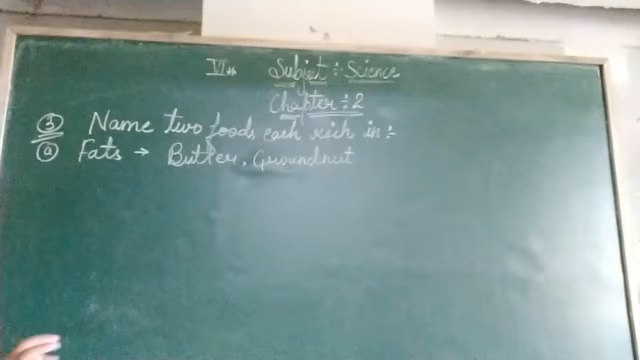 VIth Subject :- Science
Chapter :- 2
③ Name two foods each rich in :-
ⓐ Fats → Butter, Groundnut